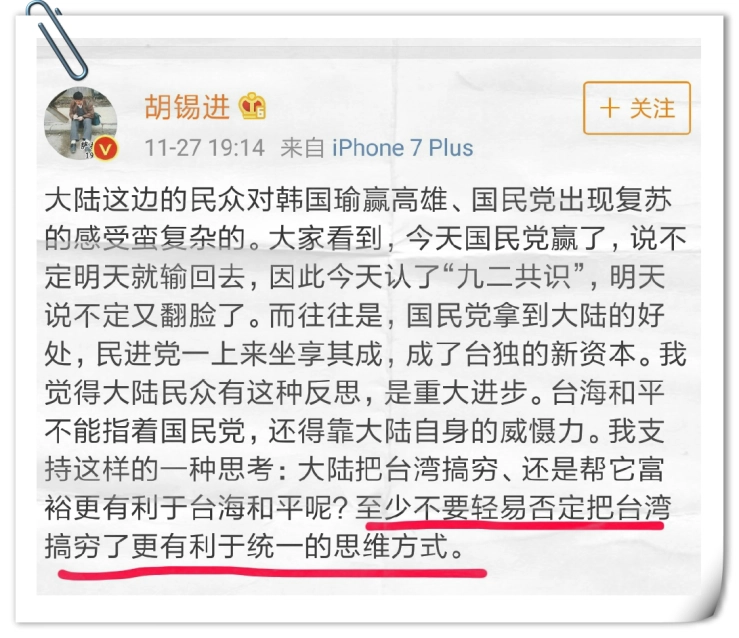 胡锡进
+ 关注
11-27 19:14 来自 iPhone 7 Plus
大陆这边的民众对韩国瑜赢高雄、国民党出现复苏
的感受蛮复杂的。大家看到，今天国民党赢了，说不
定明天就输回去，因此今天认了“九二共识”，明天
说不定又翻脸了。而往往是，国民党拿到大陆的好
处，民进党一上来坐享其成，成了台独的新资本。我
觉得大陆民众有这种反思，是重大进步。台海和平
不能指着国民党，还得靠大陆自身的威慑力。我支
持这样的一种思考：大陆把台湾搞穷、还是帮它富
裕更有利于台海和平呢？至少不要轻易否定把台湾
搞穷了更有利于统一的思维方式。